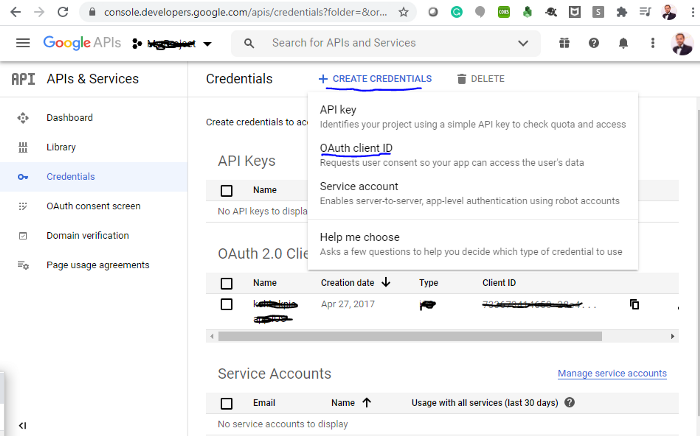 console.developers.google.com/apis/credentials?folder=&or...
Google APIs
Search for APIs and Services
API APIs & Services
Credentials
+ CREATE CREDENTIALS
DELETE
API key
Identifies your project using a simple API key to check quota and access
OAuth client ID
Requests user consent so your app can access the user's data
Service account
Enables server-to-server, app-level authentication using robot accounts
Help me choose
Asks a few questions to help you decide which type of credential to use
Dashboard
Library
Credentials
OAuth consent screen
Domain verification
Page usage agreements
Create credentials to acc
API Keys
Name
No API keys to displa
OAuth 2.0 Clie
Name Creation date Type Client ID
Apr 27, 2017
Service Accounts
Manage service accounts
Email Name Usage with all services (last 30 days)
No service accounts to display